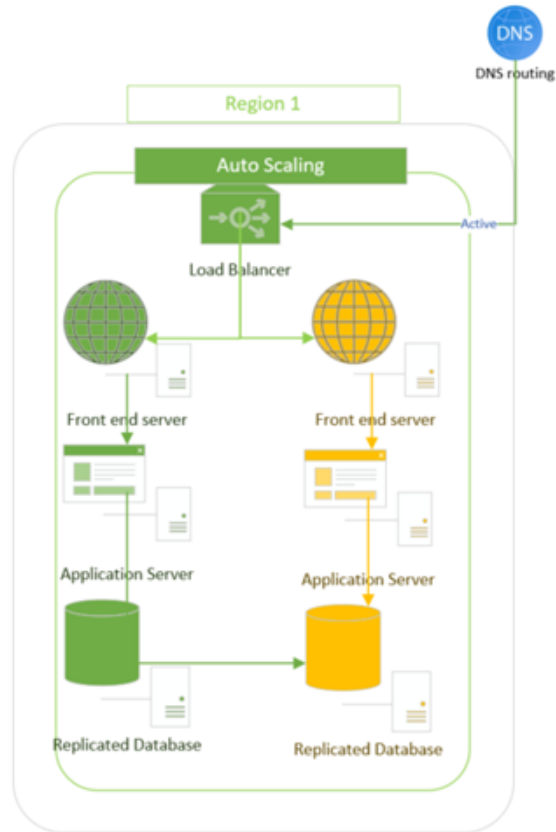 DNS
DNS routing
Region 1
Auto Scaling
Active
Load Balancer
Front end server
Front end server
Application Server
Application Server
Replicated Database
Replicated Database